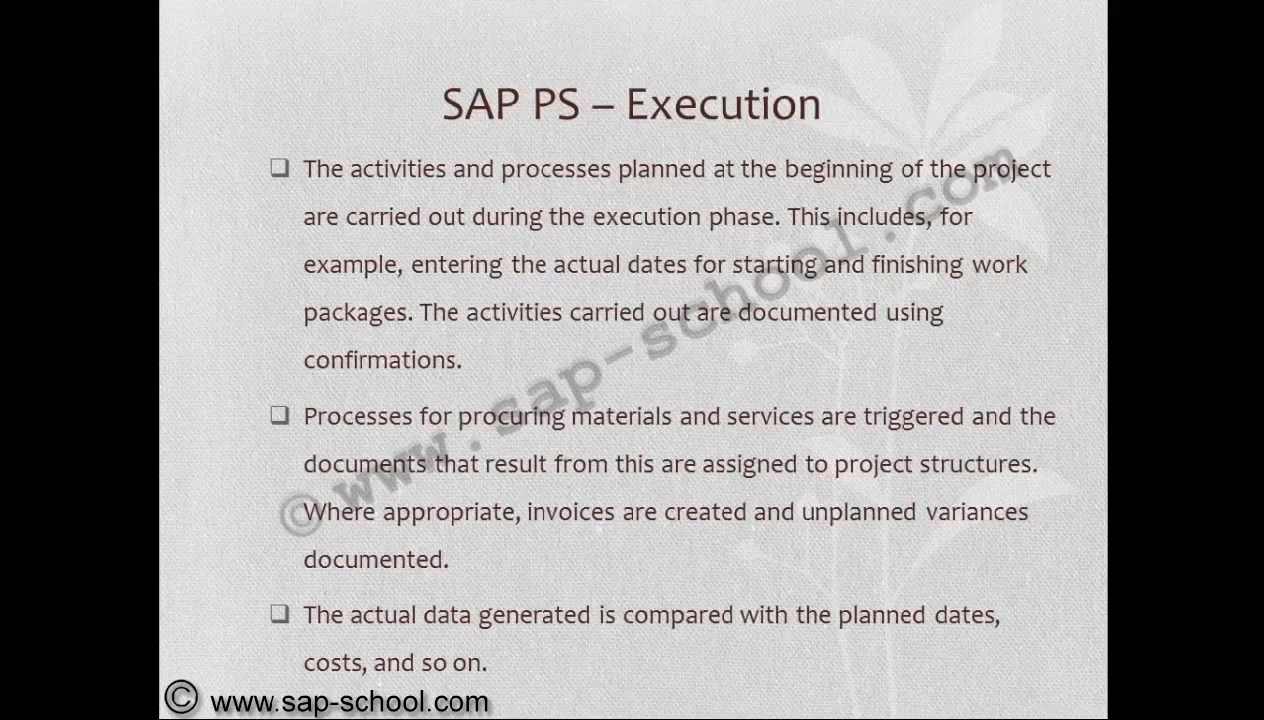 SAP PS – Execution
The activities and processes planned at the beginning of the project
are carried out during the execution phase. This includes, for
example, entering the actual dates for starting and finishing work
packages. The activities carried out are documented using
confirmations.
Processes for procuring materials and services are triggered and the
documents that result from this are assigned to project structures.
Where appropriate, invoices are created and unplanned variances
documented.
The actual data generated is compared with the planned dates,
costs, and so on.
© www.sap-school.com
© www.sap-school.com